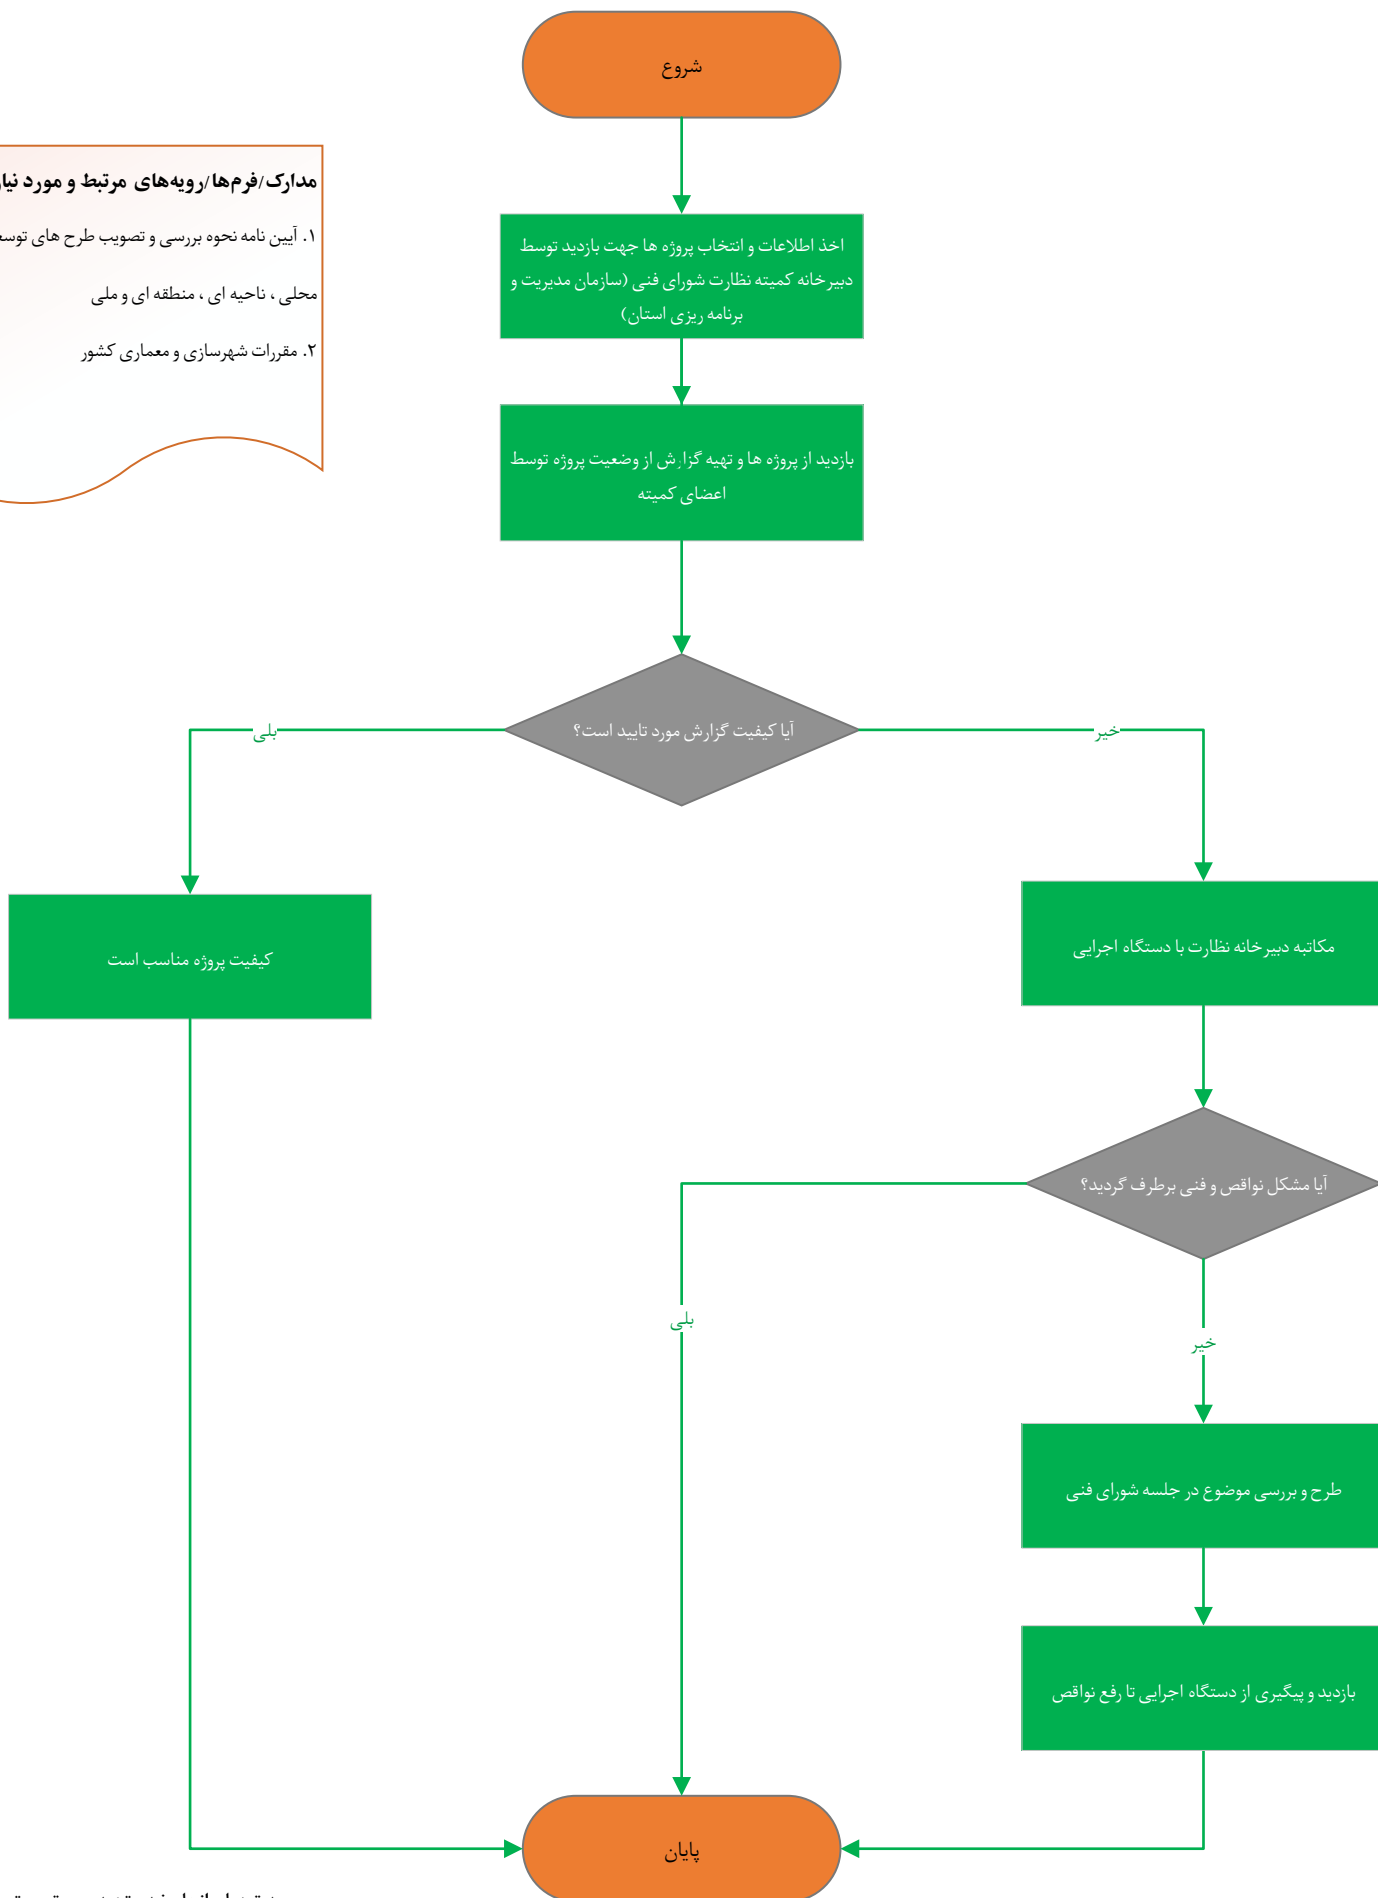 شروع
مدارک/فرم‌ها/رویه‌های مرتبط و مورد
۱. آیین نامه نحوه بررسی و تصویب طرح های
محلی ، ناحیه ای ، منطقه ای و ملی
۲. مقررات شهرسازی و معماری کشور
اخذ اطلاعات و انتخاب پروژه ها جهت بازدید توسط
دبیرخانه کمیته نظارت شورای فنی (سازمان مدیریت و
برنامه ریزی استان)
بازدید از پروژه ها و تهیه گزارش از وضعیت پروژه توسط
اعضای کمیته
آیا کیفیت گزارش مورد تایید است؟
خیر
بلی
مکاتبه دبیرخانه نظارت با دستگاه اجرایی
کیفیت پروژه مناسب است
آیا مشکل نواقص و فنی برطرف گردید؟
بلی
خیر
طرح و بررسی موضوع در جلسه شورای فنی
بازدید و پیگیری از دستگاه اجرایی تا رفع نواقص
پایان